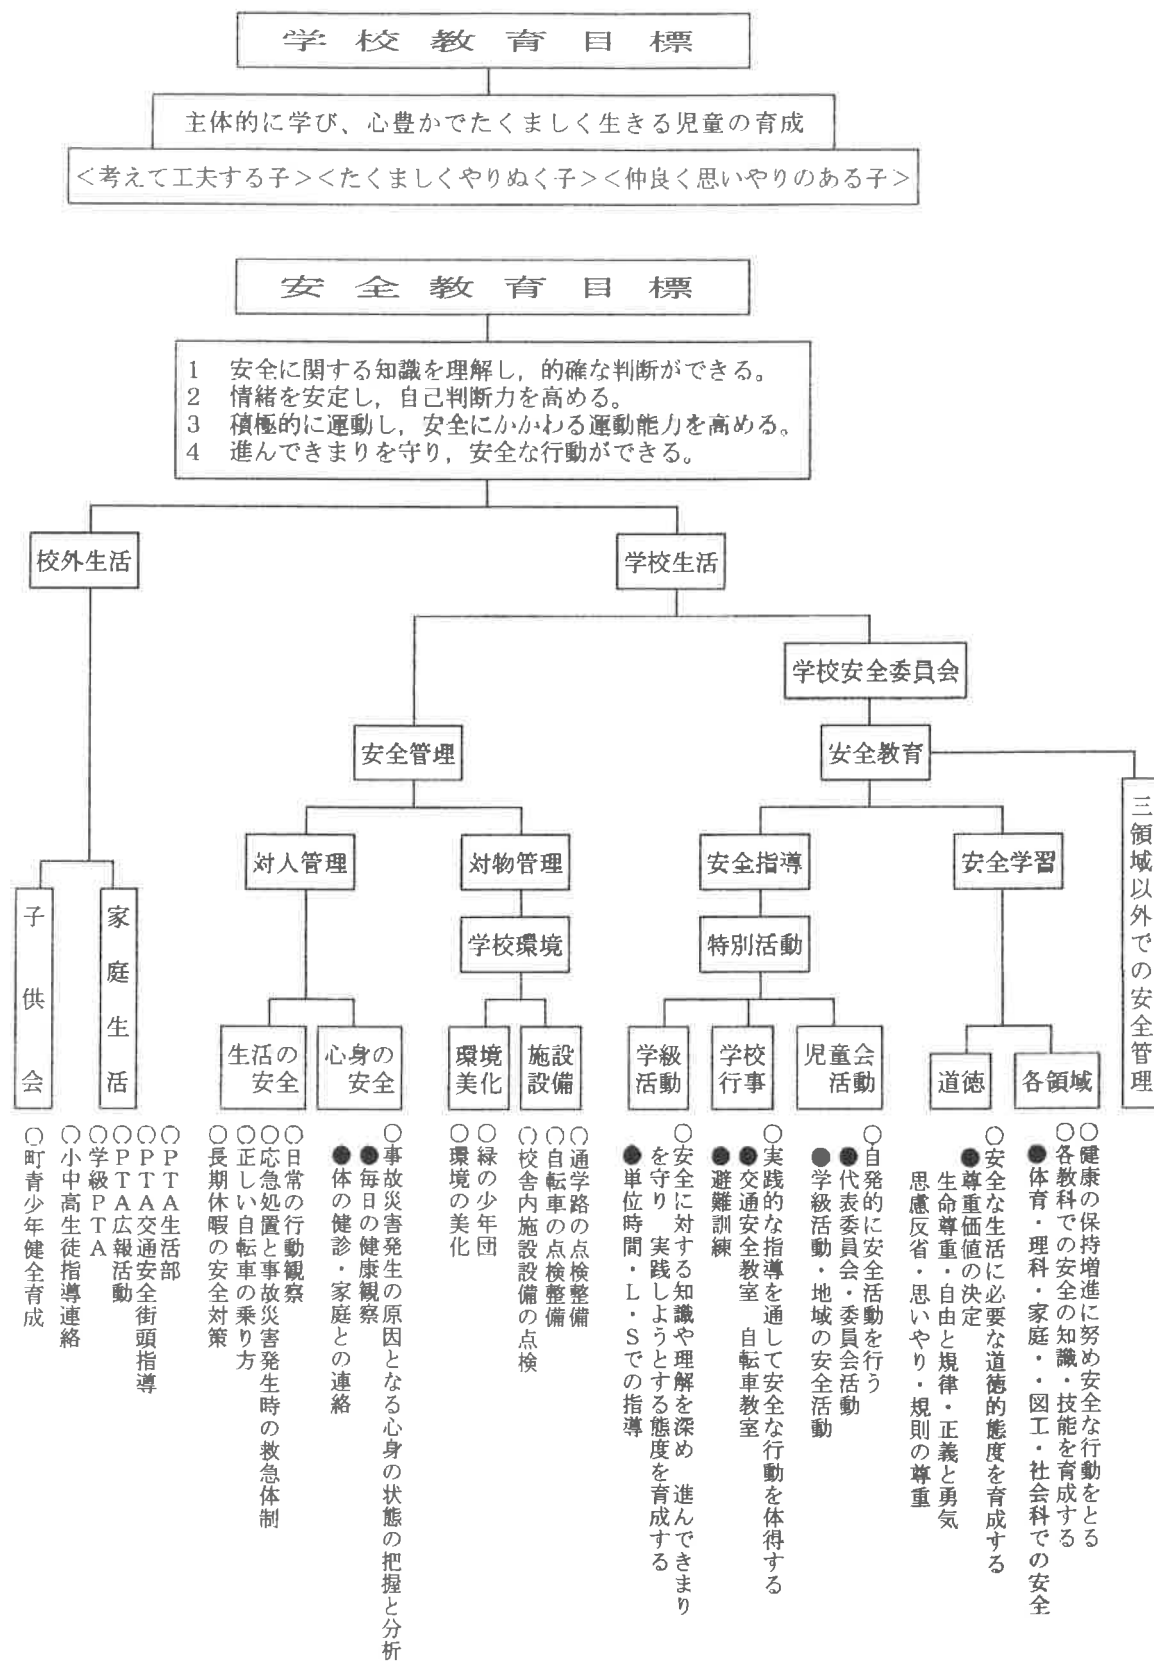 学校教育目標
主体的に学び、心豊かでたくましく生きる児童の育成
<考えて工夫する子><たくましくやりぬく子><仲良く思いやりのある子>
安全教育目標
1 安全に関する知識を理解し，的確な判断ができる。
2 情緒を安定し，自己判断力を高める。
3 積極的に運動し，安全にかかわる運動能力を高める。
4 進んできまりを守り，安全な行動ができる。
校外生活
学校生活
学校安全委員会
安全管理
安全教育
三領域以外での安全管理
対人管理
対物管理
安全指導
安全学習
子供会
家庭生活
学校環境
特別活動
生活の
安全
心身の
安全
環境
美化
施設
設備
学級
活動
学校
行事
児童会
活動
道徳
各領域
○健康の保持増進に努め安全な行動をとる
○各教科での安全の知識・技能を育成する
●体育・理科・家庭・・図工・社会科での安全
○安全な生活に必要な道徳的態度を育成する
●尊重価値の決定
生命尊重・自由と規律・正義と勇気
思慮反省・思いやり・規則の尊重
○自発的に安全活動を行う
●代表委員会・委員会活動
●学級活動・地域の安全活動
○実践的な指導を通して安全な行動を体得する
●交通安全教室 自転車教室
●避難訓練
○安全に対する知識や理解を深め 進んできまり
を守り 実践しようとする態度を育成する
●単位時間・L・Sでの指導
○通学路の点検整備
○自転車の点検整備
○校舎内施設設備の点検
○緑の少年団
○環境の美化
○事故災害発生の原因となる心身の状態の把握と分析
●毎日の健康観察
●体の健診・家庭との連絡
○日常の行動観察
○応急処置と事故災害発生時の救急体制
○正しい自転車の乗り方
○長期休暇の安全対策
○PTA生活部
○PTA交通安全街頭指導
○PTA広報活動
○学級PTA
○小中高生徒指導連絡
○町青少年健全育成